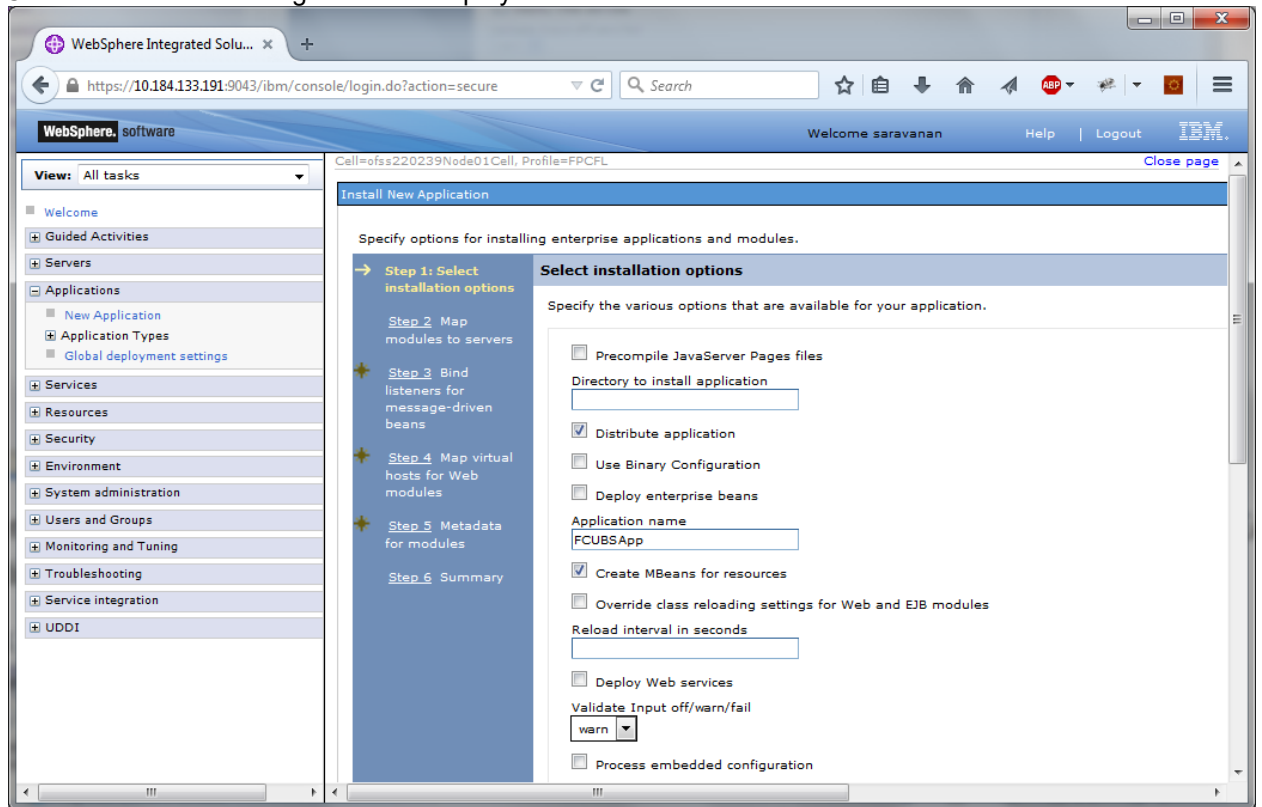 WebSphere Integrated Solu... × +
https://10.184.133.191:9043/ibm/console/login.do?action=secure
Search
ABP
WebSphere. software
Welcome saravanan
Help | Logout
IBM.
View: All tasks
Welcome
Guided Activities
Servers
Applications
New Application
Application Types
Global deployment settings
Services
Resources
Security
Environment
System administration
Users and Groups
Monitoring and Tuning
Troubleshooting
Service integration
UDDI
Cell=ofss220239Node01Cell, Profile=FPCFL
Close page
Install New Application
Specify options for installing enterprise applications and modules.
Step 1: Select
installation options
Step 2 Map
modules to servers
Step 3 Bind
listeners for
message-driven
beans
Step 4 Map virtual
hosts for Web
modules
Step 5 Metadata
for modules
Step 6 Summary
Select installation options
Specify the various options that are available for your application.
Precompile JavaServer Pages files
Directory to install application
Distribute application
Use Binary Configuration
Deploy enterprise beans
Application name
FCUBSApp
Create MBeans for resources
Override class reloading settings for Web and EJB modules
Reload interval in seconds
Deploy Web services
Validate Input off/warn/fail
warn
Process embedded configuration